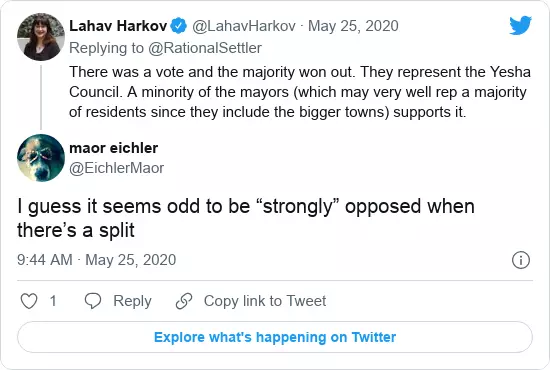 Lahav Harkov @LahavHarkov · May 25, 2020
Replying to @RationalSettler
There was a vote and the majority won out. They represent the Yesha
Council. A minority of the mayors (which may very well rep a majority
of residents since they include the bigger towns) supports it.
maor eichler
@EichlerMaor
I guess it seems odd to be “strongly” opposed when
there’s a split
9:44 AM · May 25, 2020
1 Reply Copy link to Tweet
Explore what's happening on Twitter